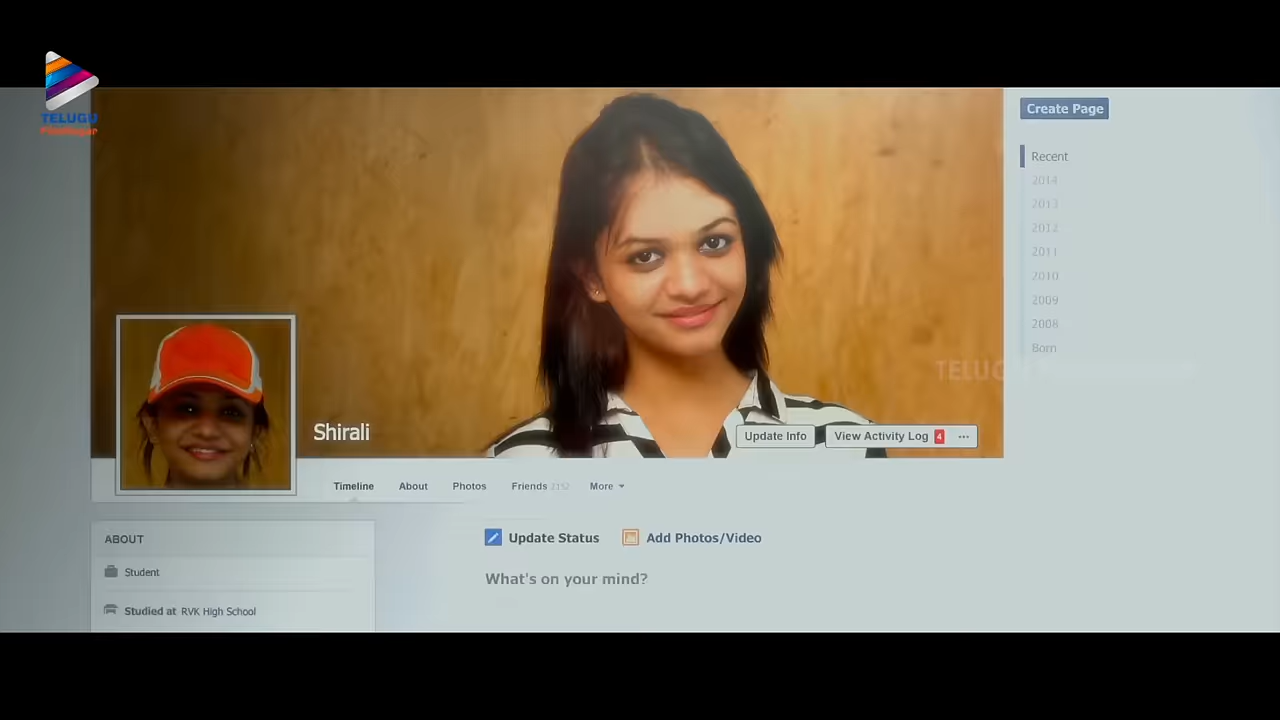 TELUGU
Create Page
Recent
2014
2013
2012
2011
2010
2009
2008
Born
Shirali
Update Info
View Activity Log 4 ...
Timeline About Photos Friends More
ABOUT
Student
Studied at RVK High School
Update Status Add Photos/Video
What's on your mind?